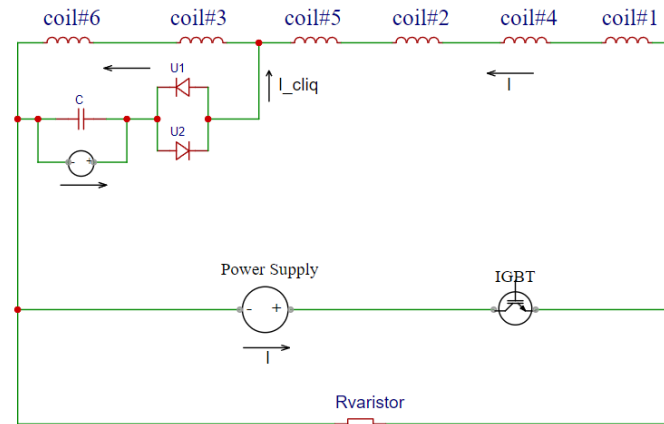 coil#6 coil#3 coil#5 coil#2 coil#4 coil#1
U1
I_cliq
I
C
U2
- +
Power Supply
IGBT
- +
I
Rvaristor